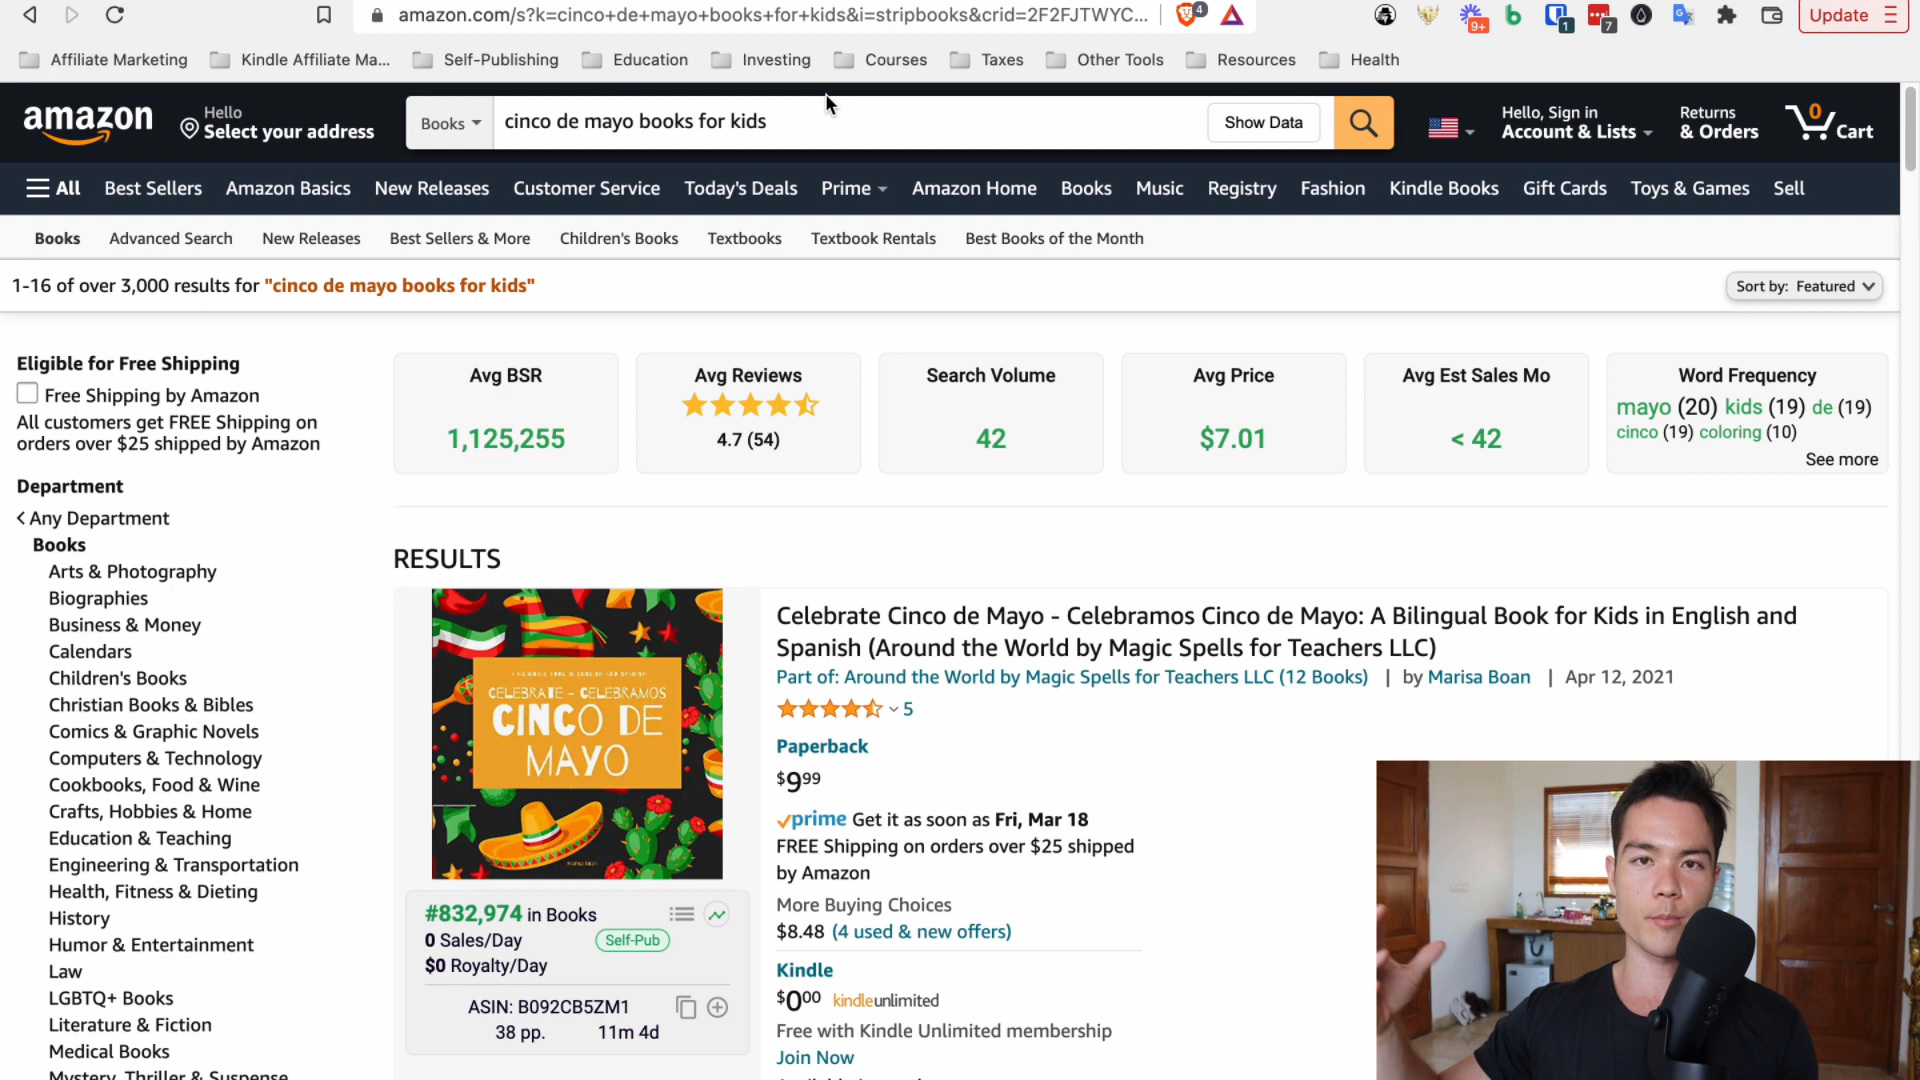 amazon.com/s?k=cinco+de+mayo+books+for+kids&i=stripbooks&crid=2F2FJTWYC...
4
9+
1
7
Update
Affiliate Marketing
Kindle Affiliate Ma...
Self-Publishing
Education
Investing
Courses
Taxes
Other Tools
Resources
Health
amazon
Hello
Select your address
Books
cinco de mayo books for kids
Show Data
Hello, Sign in
Account & Lists
Returns
& Orders
0
Cart
All
Best Sellers
Amazon Basics
New Releases
Customer Service
Today's Deals
Prime
Amazon Home
Books
Music
Registry
Fashion
Kindle Books
Gift Cards
Toys & Games
Sell
Books
Advanced Search
New Releases
Best Sellers & More
Children's Books
Textbooks
Textbook Rentals
Best Books of the Month
1-16 of over 3,000 results for "cinco de mayo books for kids"
Sort by: Featured
Eligible for Free Shipping
Free Shipping by Amazon
All customers get FREE Shipping on
orders over $25 shipped by Amazon
Department
Any Department
Books
Arts & Photography
Biographies
Business & Money
Calendars
Children's Books
Christian Books & Bibles
Comics & Graphic Novels
Computers & Technology
Cookbooks, Food & Wine
Crafts, Hobbies & Home
Education & Teaching
Engineering & Transportation
Health, Fitness & Dieting
History
Humor & Entertainment
Law
LGBTQ+ Books
Literature & Fiction
Medical Books
Mystery, Thriller & Suspense
Avg BSR
1,125,255
Avg Reviews
4.7 (54)
Search Volume
42
Avg Price
$7.01
Avg Est Sales Mo
< 42
Word Frequency
mayo (20) kids (19) de (19)
cinco (19) coloring (10)
See more
RESULTS
CELEBRATE - CELEBRAMOS
CINCO DE
MAYO
#832,974 in Books
0 Sales/Day
Self-Pub
$0 Royalty/Day
ASIN: B092CB5ZM1
38 pp.
11m 4d
Celebrate Cinco de Mayo - Celebramos Cinco de Mayo: A Bilingual Book for Kids in English and
Spanish (Around the World by Magic Spells for Teachers LLC)
Part of: Around the World by Magic Spells for Teachers LLC (12 Books) | by Marisa Boan | Apr 12, 2021
5
Paperback
$9.99
prime Get it as soon as Fri, Mar 18
FREE Shipping on orders over $25 shipped
by Amazon
More Buying Choices
$8.48 (4 used & new offers)
Kindle
$0.00 kindleunlimited
Free with Kindle Unlimited membership
Join Now